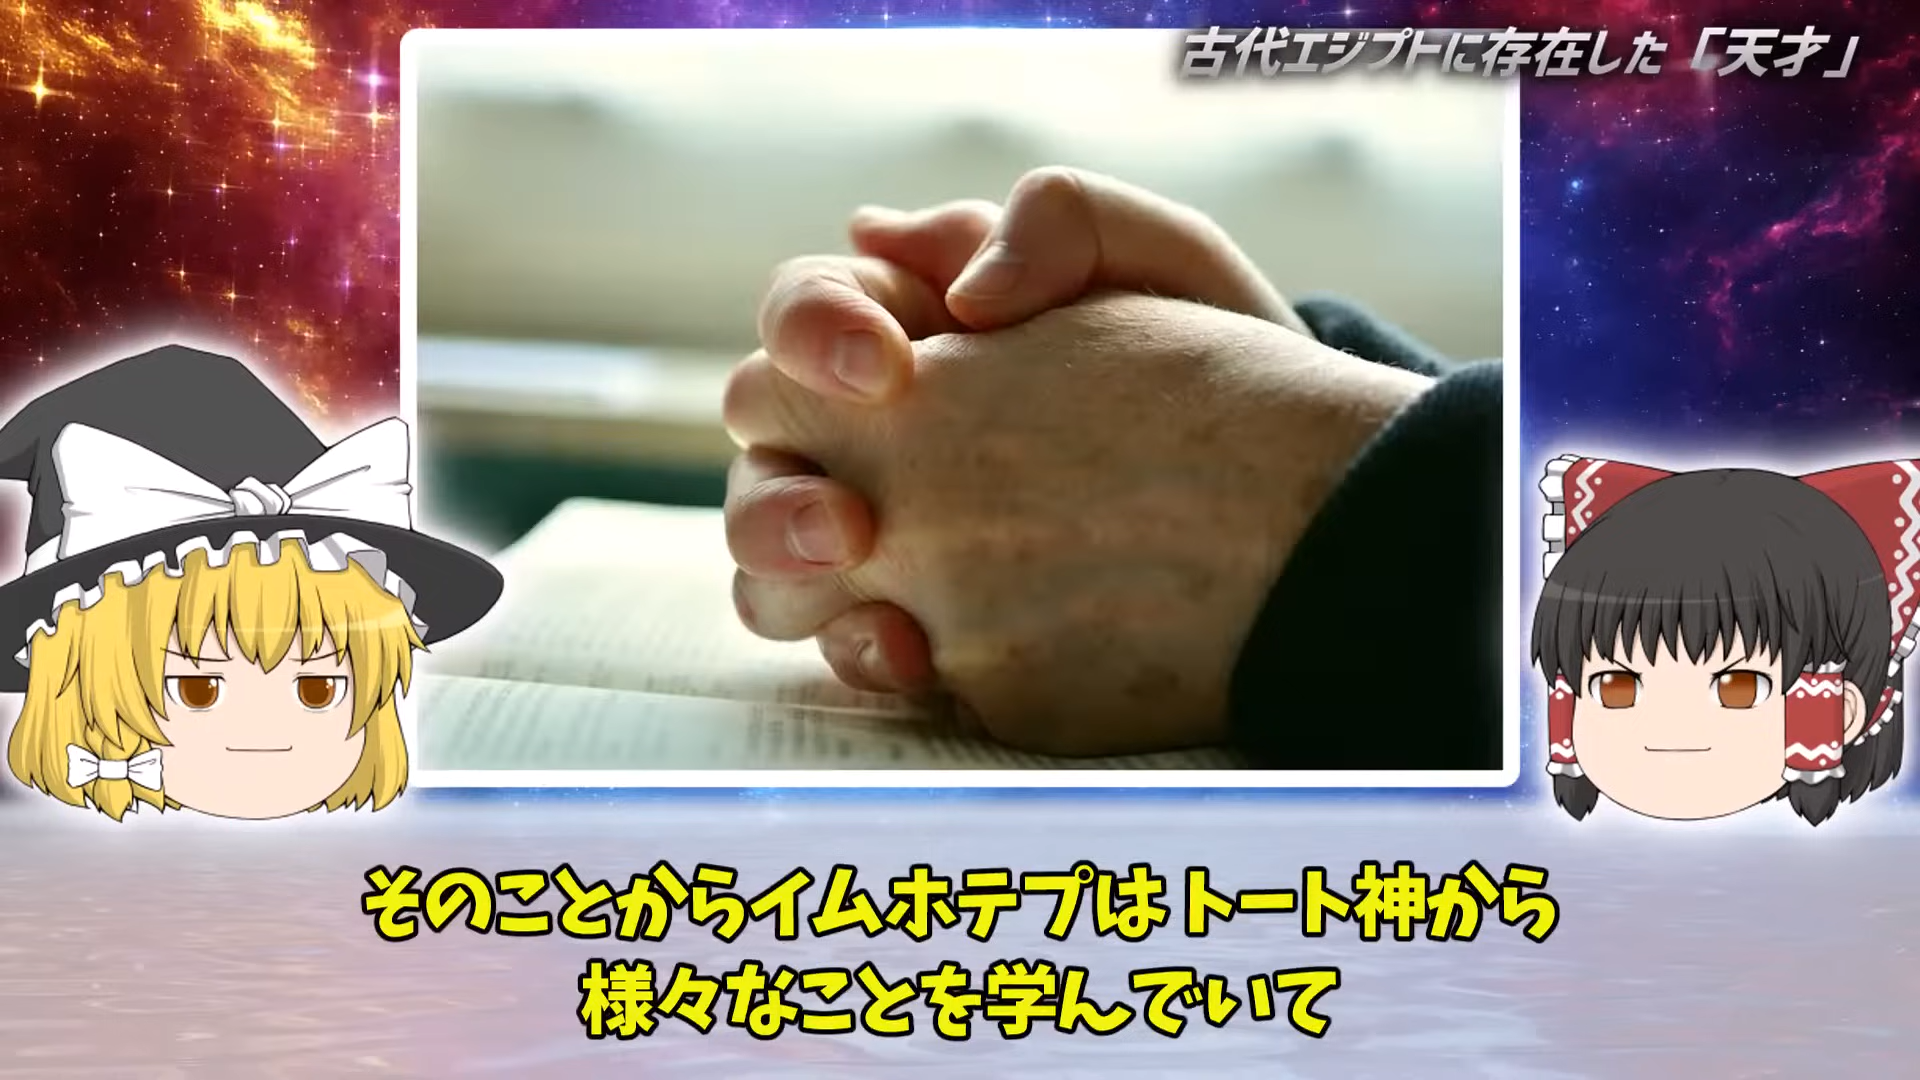 古代エジプトに存在した「天才」
そのことからイムホテプはトート神から
様々なことを学んでいて